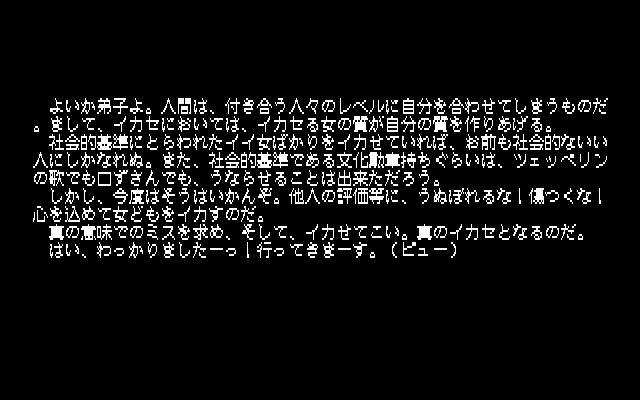 よいか弟子よ。人間は、付き合う人々のレベルに自分を合わせてしまうものだ
。まして、イカセにおいては、イカセる女の質が自分の質を作りあげる。
社会的基準にとらわれたイイ女ばかりをイカせていれば、お前も社会的ないい
人にしかなれぬ。また、社会的基準である文化勲章持ちぐらいは、ツェッペリン
の歌でも口ずさんでも、うならせることは出来ただろう。
しかし、今度はそうはいかんぞ。他人の評価等に、うぬぼれるな！傷つくな！
心を込めて女どもをイカすのだ。
真の意味でのミスを求め、そして、イカせてこい。真のイカセとなるのだ。
はい、わっかりましたーっ！行ってきまーす。（ピュー）